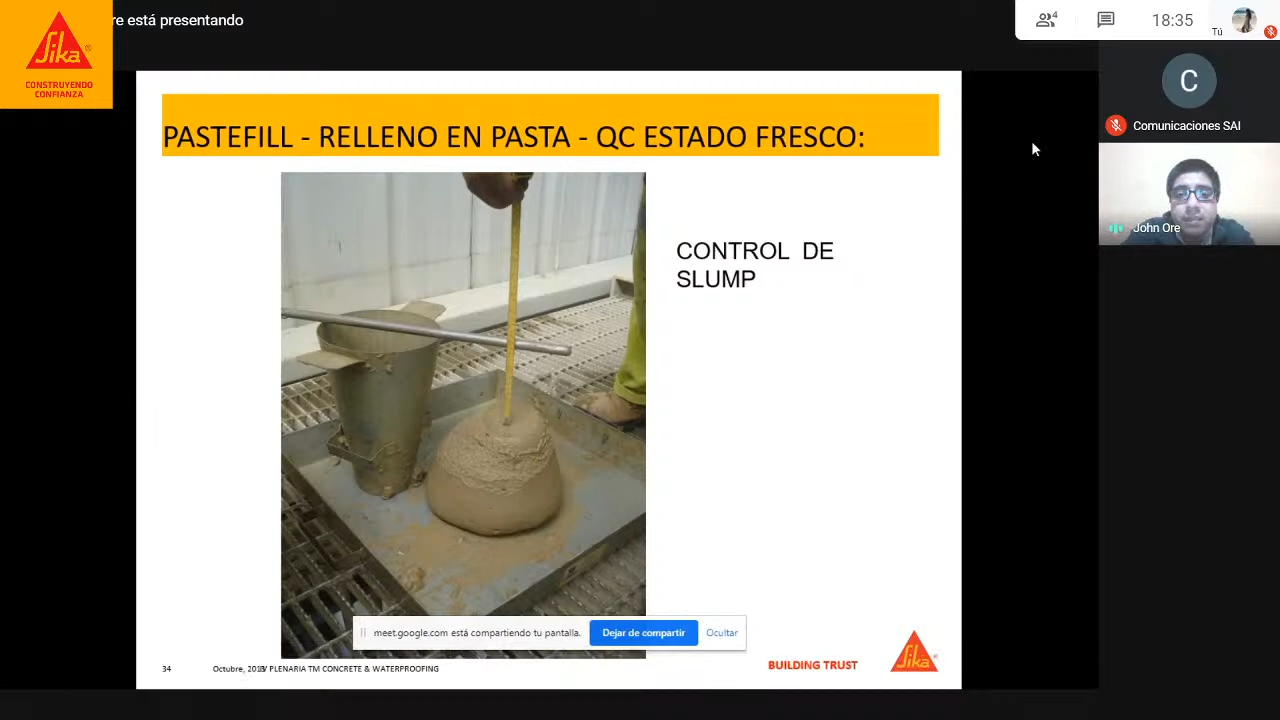 Sika
®
CONSTRUYENDO
CONFIANZA
re está presentando
4
18:35
Tú
C
Comunicaciones SAI
John Ore
PASTEFILL - RELLENO EN PASTA - QC ESTADO FRESCO:
CONTROL DE
SLUMP
meet.google.com está compartiendo tu pantalla.
Dejar de compartir
Ocultar
34
Octubre, PLENARIA TM CONCRETE & WATERPROOFING
BUILDING TRUST
Sika
®